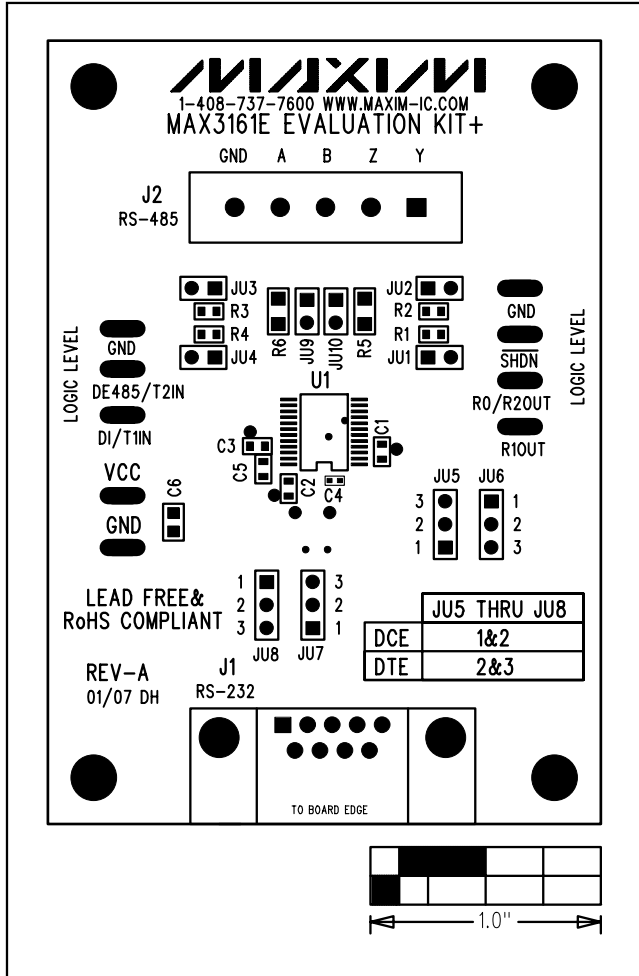 MAXIM
1-408-737-7600 WWW.MAXIM-IC.COM
MAX3161E EVALUATION KIT+
GND A B Z Y
J2
RS-485
JU3
R3
R4
JU4
R6
JU9
JU10
R5
JU2
R2
R1
JU1
U1
LOGIC LEVEL
GND
DE485/T2IN
DI/T1IN
VCC
GND
C6
GND
SHDN
RO/R2OUT
R1OUT
LOGIC LEVEL
C3
C5
C2
C4
C1
JU5 JU6
3 1
2 2
1 3
1 3
2 2
3 1
JU8 JU7
LEAD FREE&
RoHS COMPLIANT
JU5 THRU JU8
DCE 1&2
DTE 2&3
REV-A
01/07 DH
J1
RS-232
TO BOARD EDGE
1.0"